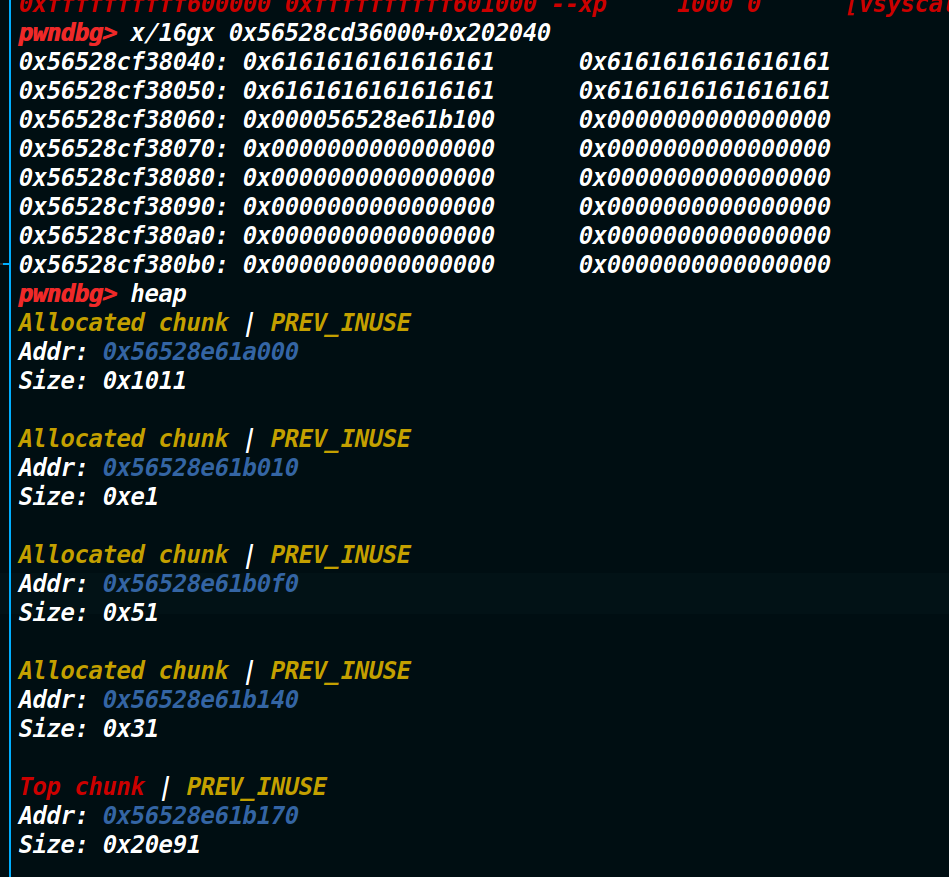 0xffffffffff600000 0xffffffffff601000 --xp 1000 0 [vsyscal
pwndbg> x/16gx 0x56528cd36000+0x202040
0x56528cf38040: 0x6161616161616161 0x6161616161616161
0x56528cf38050: 0x6161616161616161 0x6161616161616161
0x56528cf38060: 0x000056528e61b100 0x0000000000000000
0x56528cf38070: 0x0000000000000000 0x0000000000000000
0x56528cf38080: 0x0000000000000000 0x0000000000000000
0x56528cf38090: 0x0000000000000000 0x0000000000000000
0x56528cf380a0: 0x0000000000000000 0x0000000000000000
0x56528cf380b0: 0x0000000000000000 0x0000000000000000
pwndbg> heap
Allocated chunk | PREV_INUSE
Addr: 0x56528e61a000
Size: 0x1011
Allocated chunk | PREV_INUSE
Addr: 0x56528e61b010
Size: 0xe1
Allocated chunk | PREV_INUSE
Addr: 0x56528e61b0f0
Size: 0x51
Allocated chunk | PREV_INUSE
Addr: 0x56528e61b140
Size: 0x31
Top chunk | PREV_INUSE
Addr: 0x56528e61b170
Size: 0x20e91